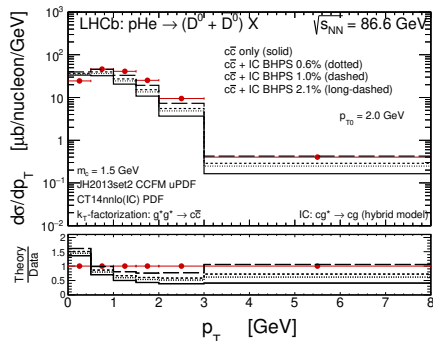 LHCb: pHe → (D⁰ + D̄⁰) X
√s_NN = 86.6 GeV
cc̄ only (solid)
cc̄ + IC BHPS 0.6% (dotted)
cc̄ + IC BHPS 1.0% (dashed)
cc̄ + IC BHPS 2.1% (long-dashed)
p_T0 = 2.0 GeV
dσ/dp_T [μb/nucleon/GeV]
10³
10²
10
1
10⁻¹
10⁻²
m_c = 1.5 GeV
JH2013set2 CCFM uPDF
CT14nnlo(IC) PDF
k_T-factorization: g*g* → cc̄
IC: cg* → cg (hybrid model)
Theory
Data
2.0
1.5
1.0
0.5
0 1 2 3 4 5 6 7 8
p_T [GeV]